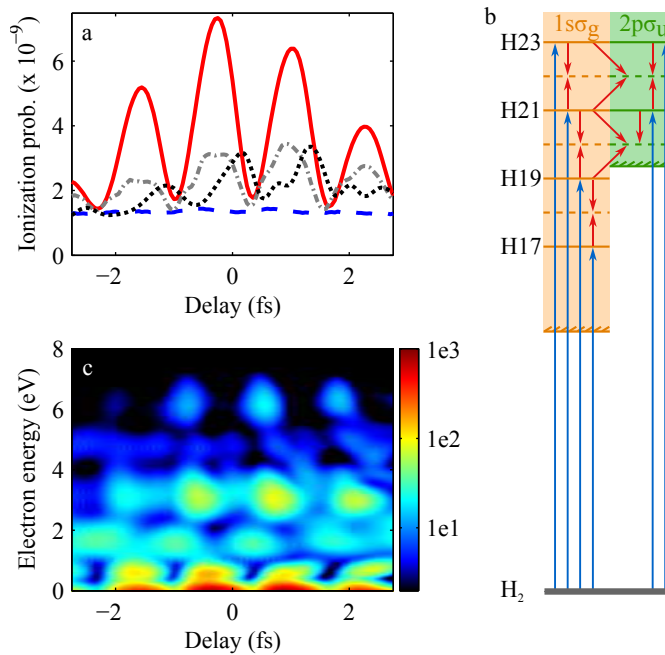 a
Ionization prob. (x 10⁻⁹)
0
2
4
6
−2
0
2
Delay (fs)
b
1sσg
2pσu
H23
H21
H19
H17
H₂
c
Electron energy (eV)
0
2
4
6
8
−2
0
2
Delay (fs)
1e3
1e2
1e1